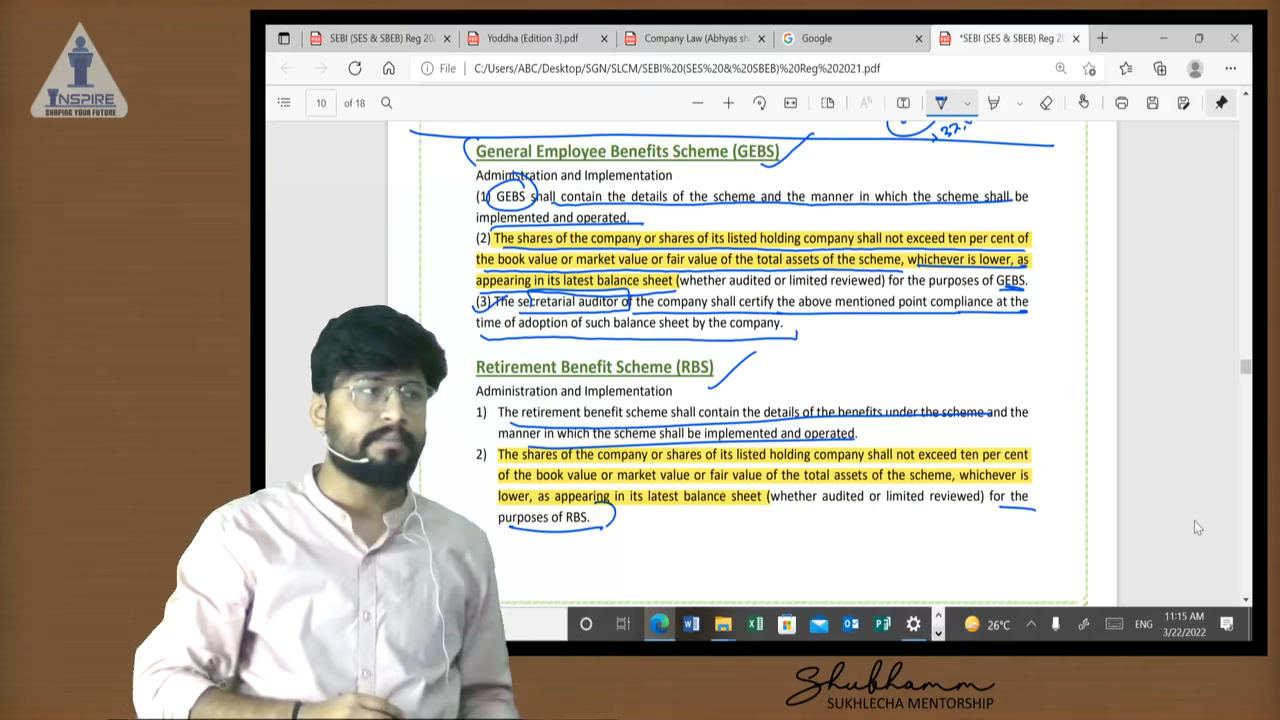 INSPIRE
SHAPING YOUR FUTURE
SEBI (SES & SBEB) Reg 20
Yoddha (Edition 3).pdf
Company Law (Abhyas sh
Google
*SEBI (SES & SBEB) Reg 2
File
C:/Users/ABC/Desktop/SGN/SLCM/SEBI%20(SES%20&%20SBEB)%20Reg%202021.pdf
10 of 18
General Employee Benefits Scheme (GEBS)
Administration and Implementation
(1) GEBS shall contain the details of the scheme and the manner in which the scheme shall be
implemented and operated.
(2) The shares of the company or shares of its listed holding company shall not exceed ten per cent of
the book value or market value or fair value of the total assets of the scheme, whichever is lower, as
appearing in its latest balance sheet (whether audited or limited reviewed) for the purposes of GEBS.
(3) The secretarial auditor of the company shall certify the above mentioned point compliance at the
time of adoption of such balance sheet by the company.
Retirement Benefit Scheme (RBS)
Administration and Implementation
1) The retirement benefit scheme shall contain the details of the benefits under the scheme and the
manner in which the scheme shall be implemented and operated.
2) The shares of the company or shares of its listed holding company shall not exceed ten per cent
of the book value or market value or fair value of the total assets of the scheme, whichever is
lower, as appearing in its latest balance sheet (whether audited or limited reviewed) for the
purposes of RBS.
26°C
ENG
11:15 AM
3/22/2022
Shubhamm
SUKHLECHA MENTORSHIP